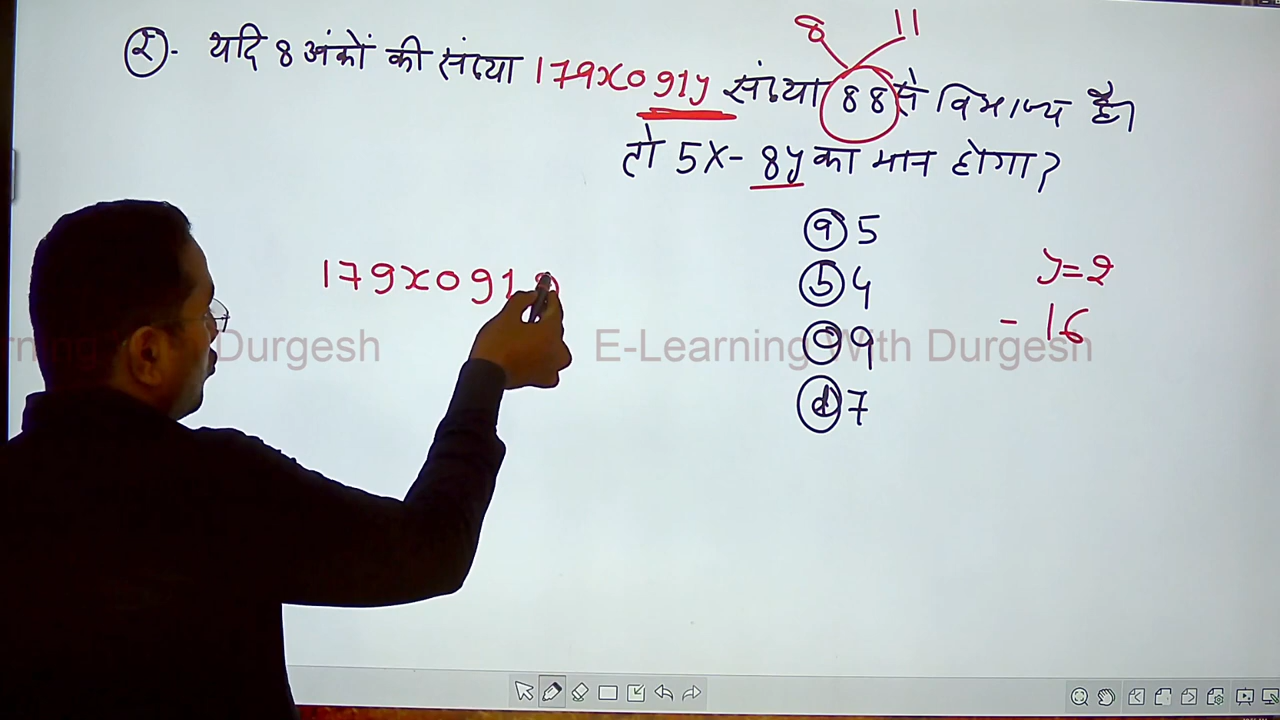 २. यदि 8 अंकों की संख्या 179x091y संख्या 88 से विभाज्य है।
8 11
तो 5X - 8y का मान होगा?
a 5
b 4
c 9
d 7
179x091
y=2
- 16
Durgesh
E-Learning With Durgesh